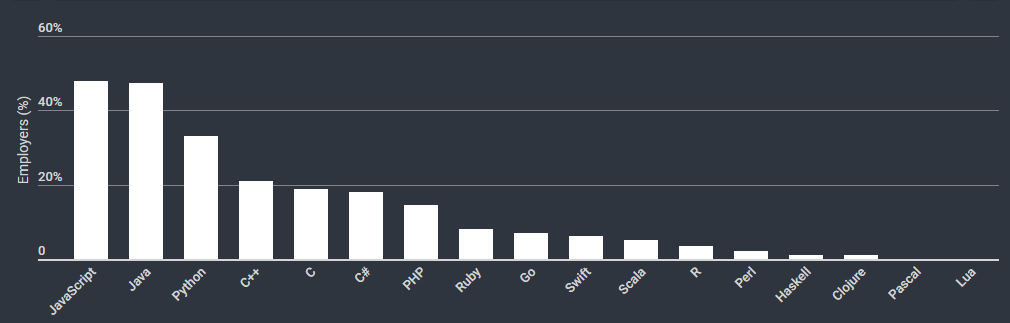 60%
40%
20%
0
Employers (%)
JavaScript
Java
Python
C++
C
C#
PHP
Ruby
Go
Swift
Scala
R
Perl
Haskell
Clojure
Pascal
Lua